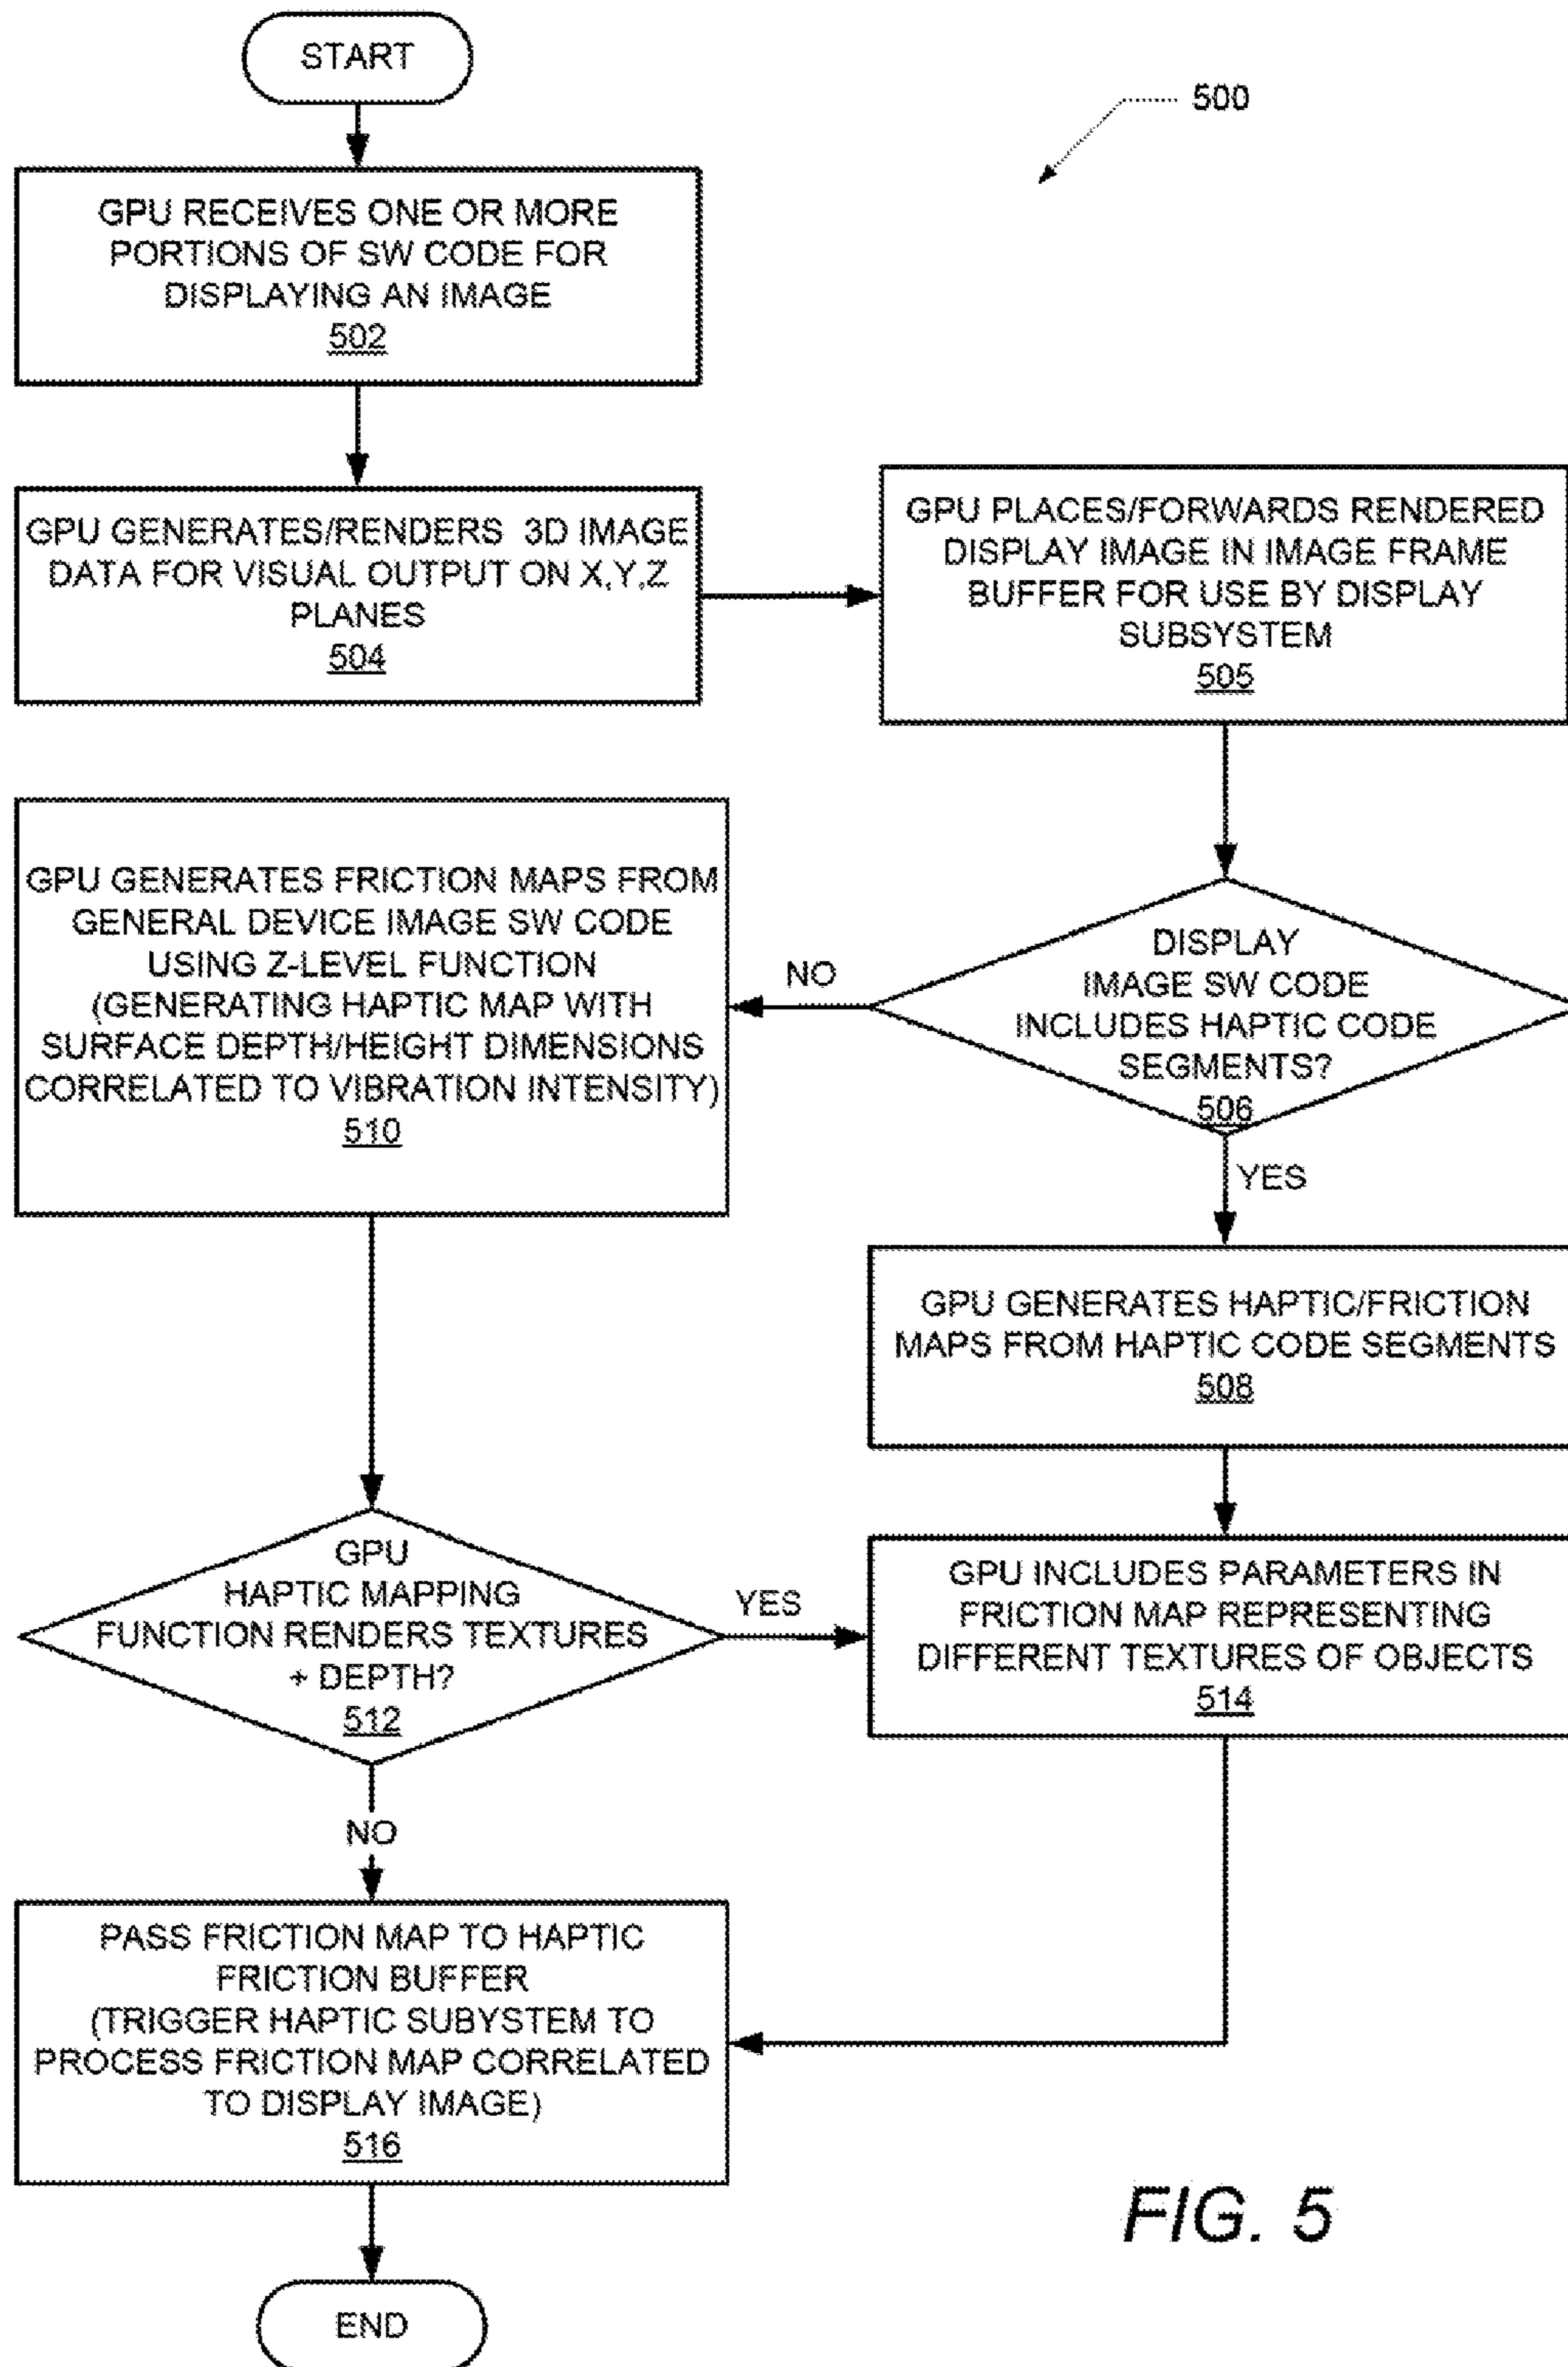 START
500
GPU RECEIVES ONE OR MORE
PORTIONS OF SW CODE FOR
DISPLAYING AN IMAGE
502
GPU GENERATES/RENDERS 3D IMAGE
DATA FOR VISUAL OUTPUT ON X,Y,Z
PLANES
504
GPU PLACES/FORWARDS RENDERED
DISPLAY IMAGE IN IMAGE FRAME
BUFFER FOR USE BY DISPLAY
SUBSYSTEM
505
DISPLAY
IMAGE SW CODE
INCLUDES HAPTIC CODE
SEGMENTS?
506
NO
YES
GPU GENERATES FRICTION MAPS FROM
GENERAL DEVICE IMAGE SW CODE
USING Z-LEVEL FUNCTION
(GENERATING HAPTIC MAP WITH
SURFACE DEPTH/HEIGHT DIMENSIONS
CORRELATED TO VIBRATION INTENSITY)
510
GPU GENERATES HAPTIC/FRICTION
MAPS FROM HAPTIC CODE SEGMENTS
508
GPU
HAPTIC MAPPING
FUNCTION RENDERS TEXTURES
+ DEPTH?
512
YES
NO
GPU INCLUDES PARAMETERS IN
FRICTION MAP REPRESENTING
DIFFERENT TEXTURES OF OBJECTS
514
PASS FRICTION MAP TO HAPTIC
FRICTION BUFFER
(TRIGGER HAPTIC SUBYSTEM TO
PROCESS FRICTION MAP CORRELATED
TO DISPLAY IMAGE)
516
END
FIG. 5